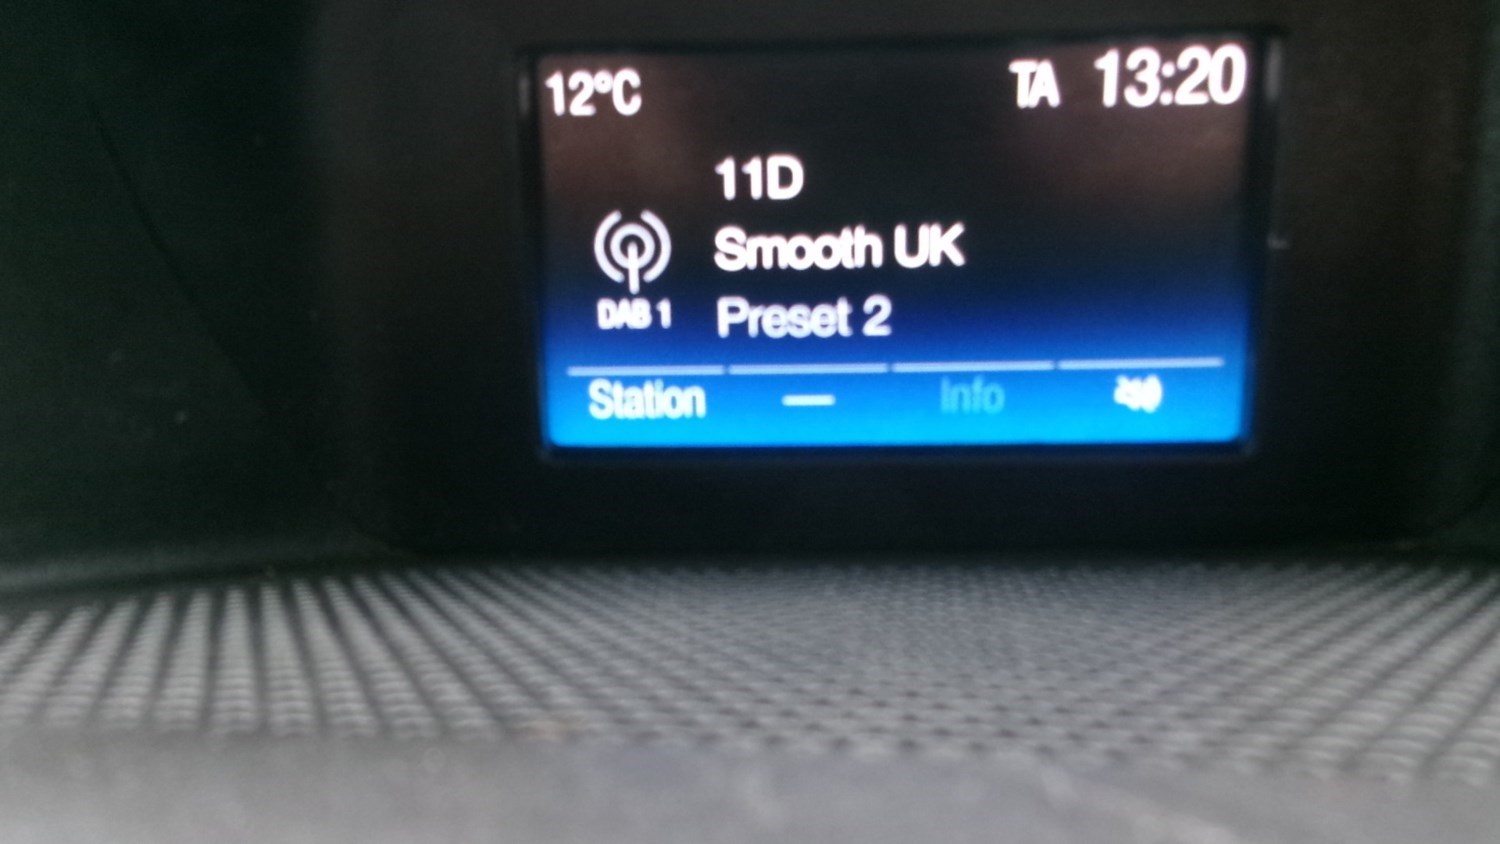 12°C TA 13:20
11D
Smooth UK
DAB 1 Preset 2
Station — Info